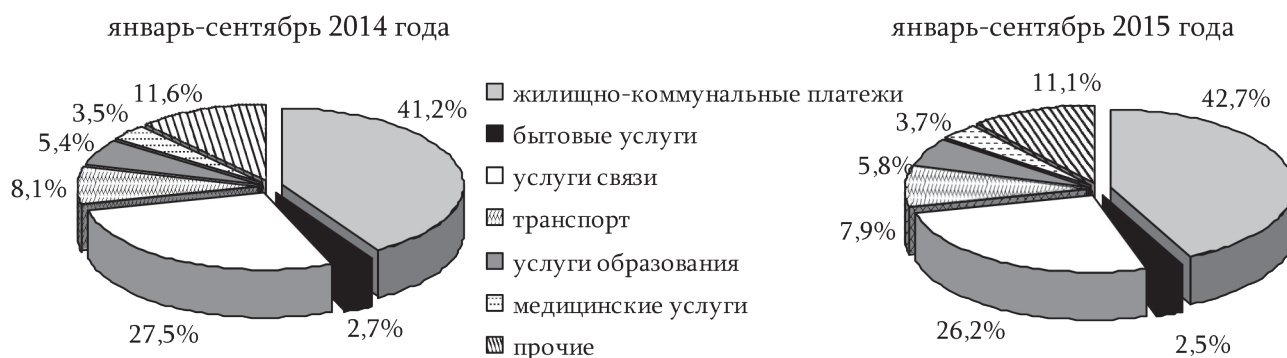 январь-сентябрь 2014 года
январь-сентябрь 2015 года
11,6%
41,2%
3,5%
5,4%
8,1%
27,5%
2,7%
жилищно-коммунальные платежи
бытовые услуги
услуги связи
транспорт
услуги образования
медицинские услуги
прочие
11,1%
42,7%
3,7%
5,8%
7,9%
26,2%
2,5%